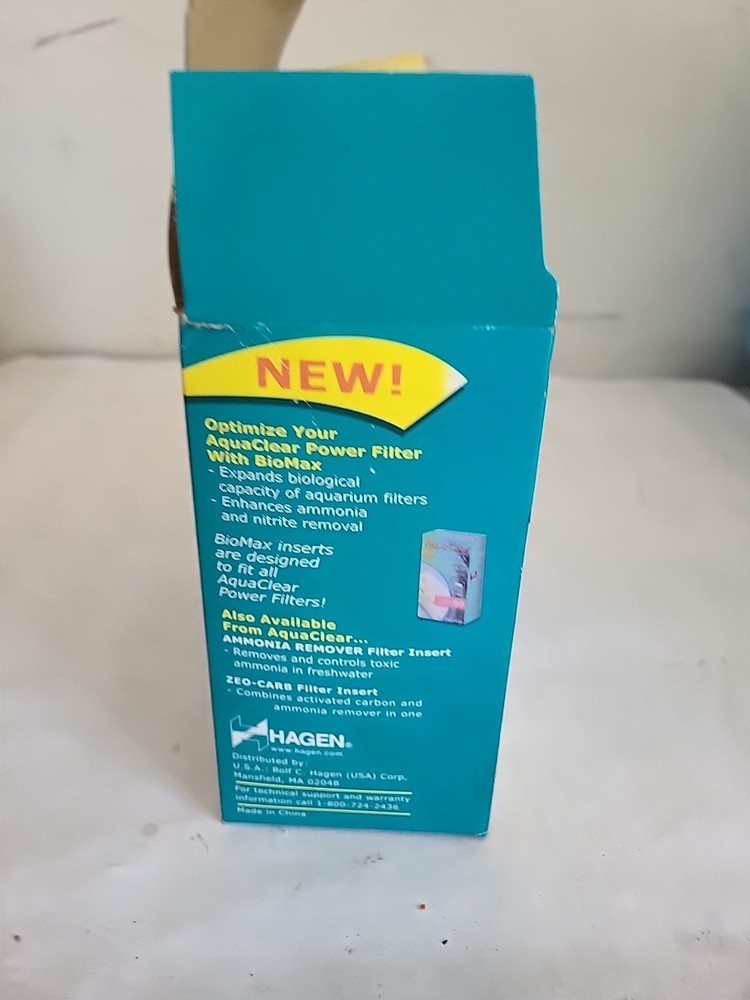 NEW!
Optimize Your
AquaClear Power Filter
With BioMax
- Expands biological
capacity of aquarium filters
- Enhances ammonia
and nitrite removal
BioMax inserts
are designed
to fit all
AquaClear
Power Filters!
Also Available
From AquaClear...
AMMONIA REMOVER Filter Insert
- Removes and controls toxic
ammonia in freshwater
ZEO-CARB Filter Insert
- Combines activated carbon and
ammonia remover in one
HAGEN®
www.hagen.com
Distributed by:
U.S.A.: Rolf C. Hagen (USA) Corp.
Mansfield, MA 02048
For technical support and warranty
information call 1-800-724-2436
Made in China